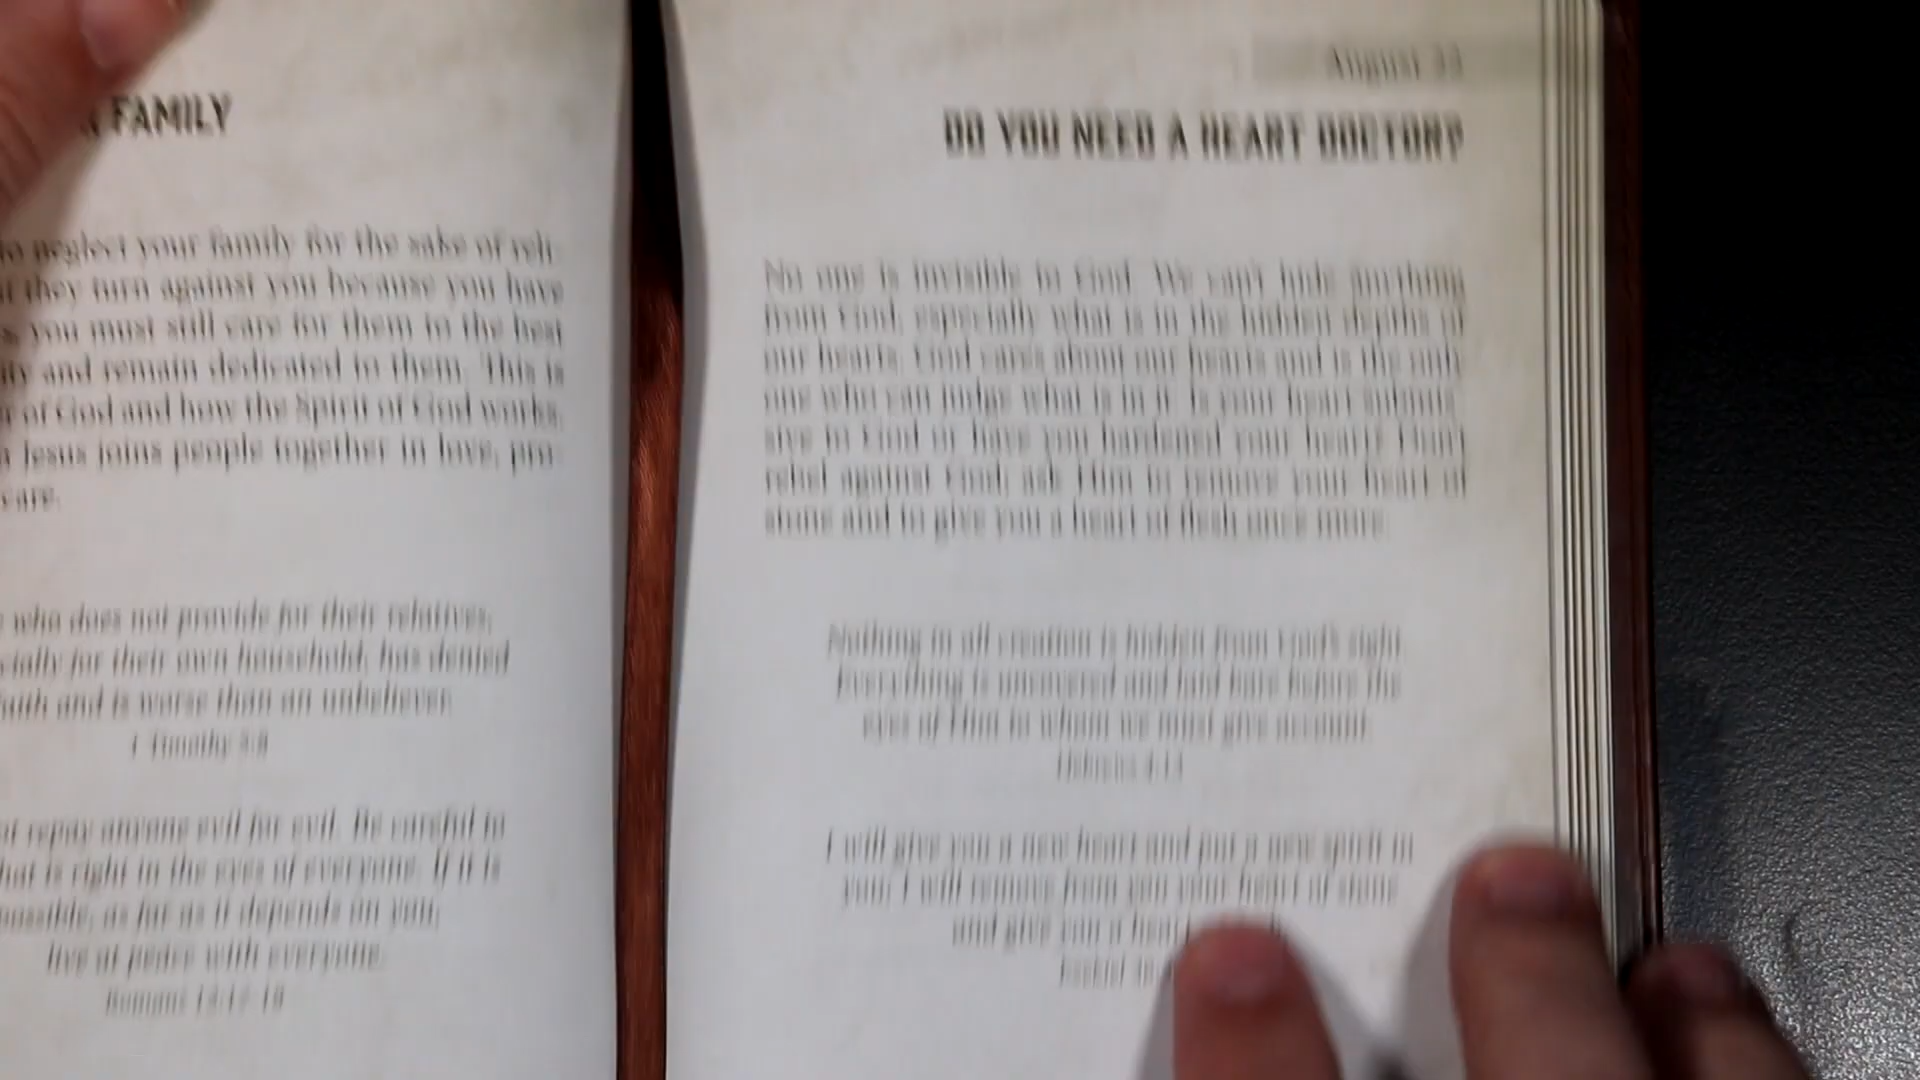 FAMILY
to neglect your family for the sake of reli-
they turn against you because you have
you must still care for them to the best
and remain dedicated to them. This is
of God and how the Spirit of God works.
Jesus joins people together in love, pro-
care.
who does not provide for their relatives,
for their own household, has denied
and is worse than an unbeliever.
1 Timothy 5:8
repay anyone evil for evil. Be careful to
is right in the eyes of everyone. If it is
possible, as far as it depends on you,
live at peace with everyone.
Romans 12:17-18
August
DO YOU NEED A HEART DOCTOR?
No one is invisible to God. We can't hide anything
from God, especially what is in the hidden depths of
our hearts. God cares about our hearts and is the only
one who can judge what is in it. Is your heart submis-
sive to God or have you hardened your heart? Don't
rebel against God; ask Him to remove your heart of
stone and to give you a heart of flesh once more.
Nothing in all creation is hidden from God's sight.
Everything is uncovered and laid bare before the
eyes of Him to whom we must give account.
Hebrews 4:13
I will give you a new heart and put a new spirit in
you; I will remove from you your heart of stone
and give you a heart
Ezekiel